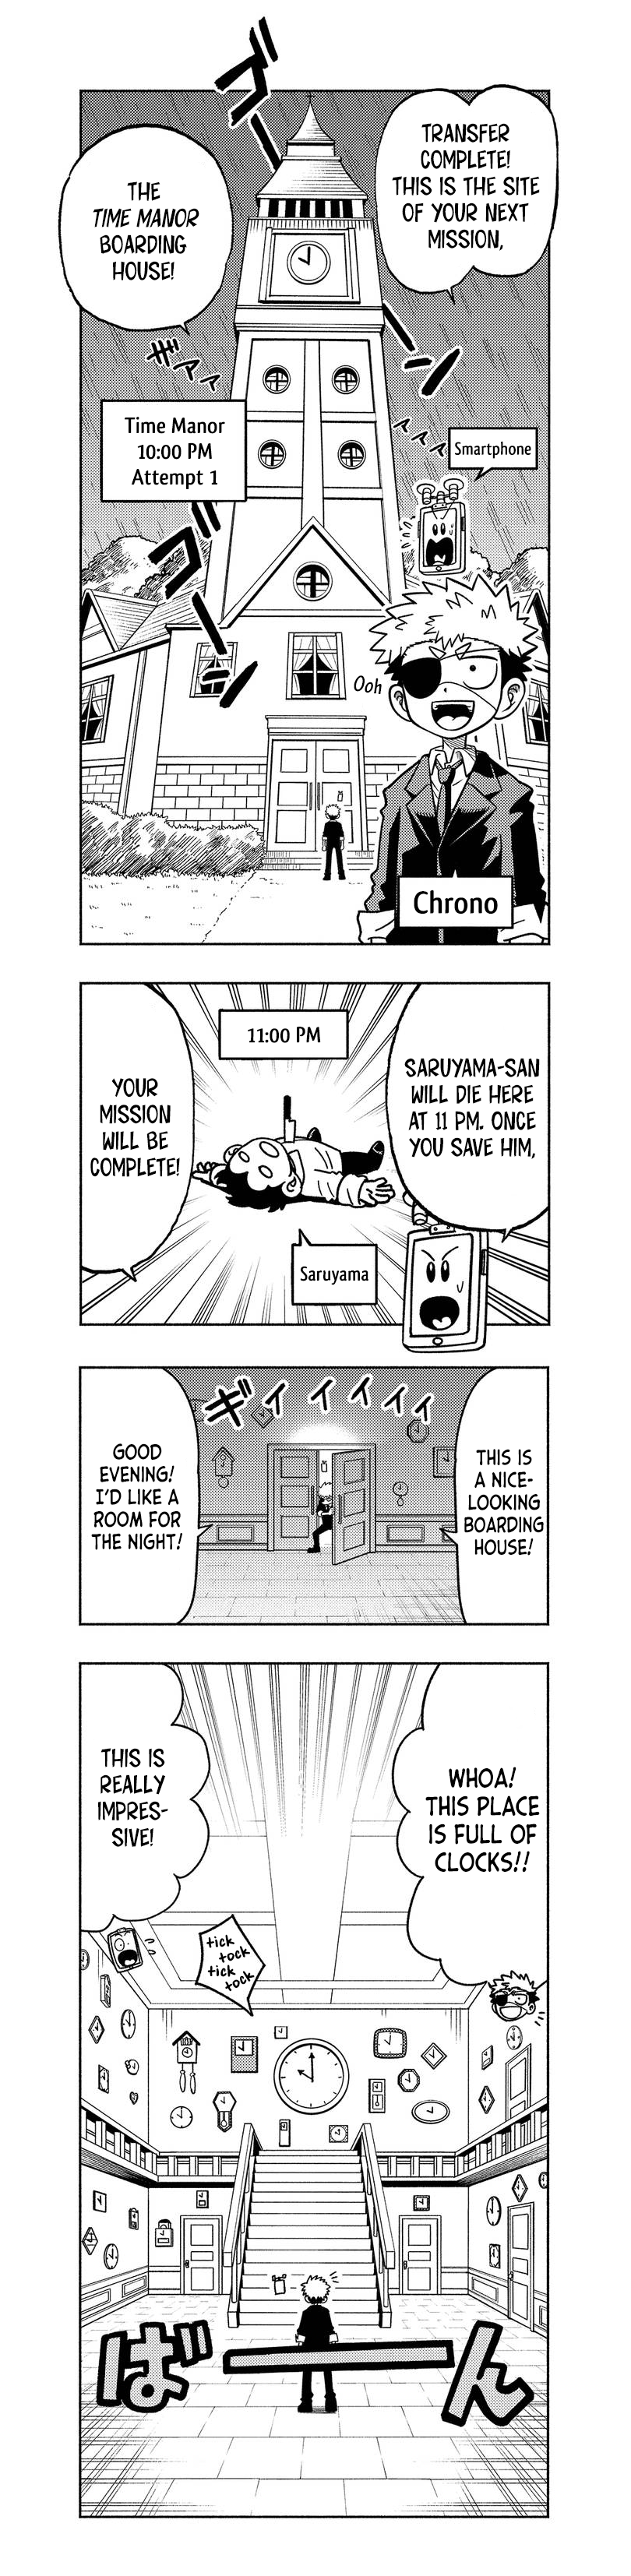 TRANSFER
COMPLETE!
THIS IS THE SITE
OF YOUR NEXT
MISSION,
THE
TIME MANOR
BOARDING
HOUSE!
ゴーン
ギァァ
ァァァ
Time Manor
10:00 PM
Attempt 1
Smartphone
ゴーン
Ooh
Chrono
11:00 PM
SARUYAMA-SAN
WILL DIE HERE
AT 11 PM. ONCE
YOU SAVE HIM,
YOUR
MISSION
WILL BE
COMPLETE!
Saruyama
ギィイイイイ
THIS IS
A NICE-
LOOKING
BOARDING
HOUSE!
GOOD
EVENING!
I'D LIKE A
ROOM FOR
THE NIGHT!
WHOA!
THIS PLACE
IS FULL OF
CLOCKS!!
THIS IS
REALLY
IMPRES-
SIVE!
tick
tock
tick
tock
ばーん